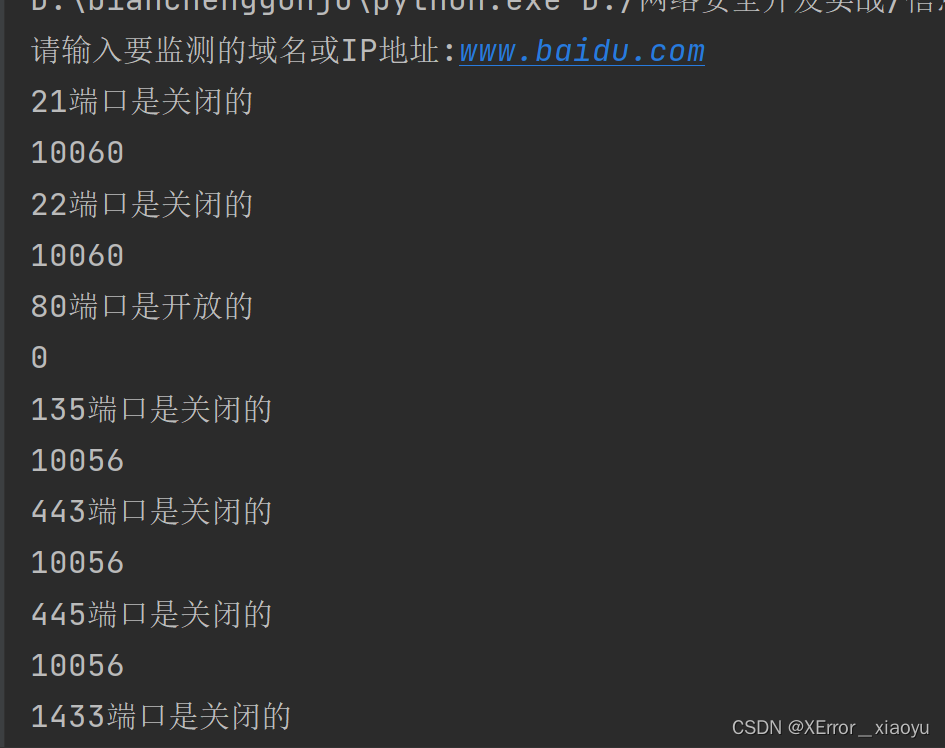 D:\bianchenggonju\python.exe D:/网络安全开发实战/信息
请输入要监测的域名或IP地址:www.baidu.com
21端口是关闭的
10060
22端口是关闭的
10060
80端口是开放的
0
135端口是关闭的
10056
443端口是关闭的
10056
445端口是关闭的
10056
1433端口是关闭的
CSDN @XError＿xiaoyu